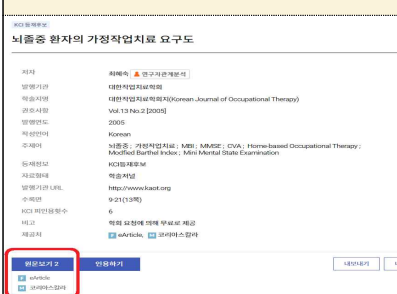 KCI등재후보
뇌졸중 환자의 가정작업치료 요구도
저자 최혜숙 연구자관계분석
발행기관 대한작업치료학회
학술지명 대한작업치료학회지(Korean Journal of Occupational Therapy)
권호사항 Vol.13 No.2 [2005]
발행연도 2005
작성언어 Korean
주제어 뇌졸중 ; 가정작업치료 ; MBI ; MMSE ; CVA ; Home-based Occupational Therapy ;
Modfied Barthel Index ; Mini Mental State Examination
등재정보 KCI등재후보
자료형태 학술저널
발행기관 URL http://www.kaot.org
수록면 9-21(13쪽)
KCI 피인용횟수 6
비고 학회 요청에 의해 무료로 제공
제공처 eArticle, 코리아스칼라
원문보기 2 인용하기 내보내기
eArticle
코리아스칼라